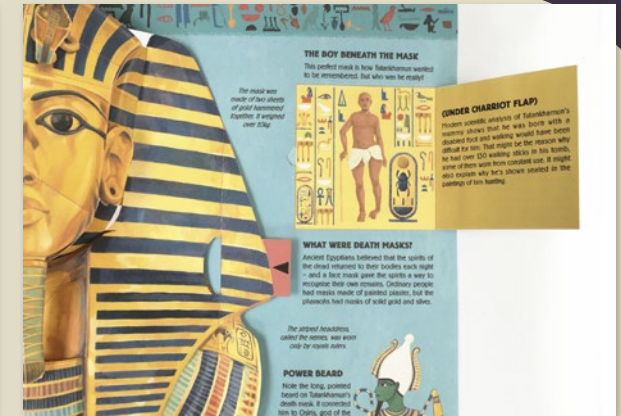 THE BOY BENEATH THE MASK
This perfect mask is how Tutankhamun wanted
to be remembered. But who was he really?
The mask was
made of two sheets
of gold hammered
together. It weighed
over 10kg.
(UNDER CHARRIOT FLAP)
Modern scientific analysis of Tutankhamun's
mummy shows that he was born with a
disabled foot and walking would have been
difficult for him. That might be the reason why
he had over 130 walking sticks in his tomb,
some of them worn from constant use. It might
also explain why he's shown seated in the
paintings of him hunting.
WHAT WERE DEATH MASKS?
Ancient Egyptians believed that the spirits of
the dead returned to their bodies each night
– and a face mask gave the spirits a way to
recognise their own remains. Ordinary people
had masks made of painted plaster, but the
pharaohs had masks of solid gold and silver.
The striped headdress,
called the nemes, was worn
only by royal rulers.
POWER BEARD
Note the long, pointed
beard on Tutankhamun's
death mask. It connected
him to Osiris, god of the